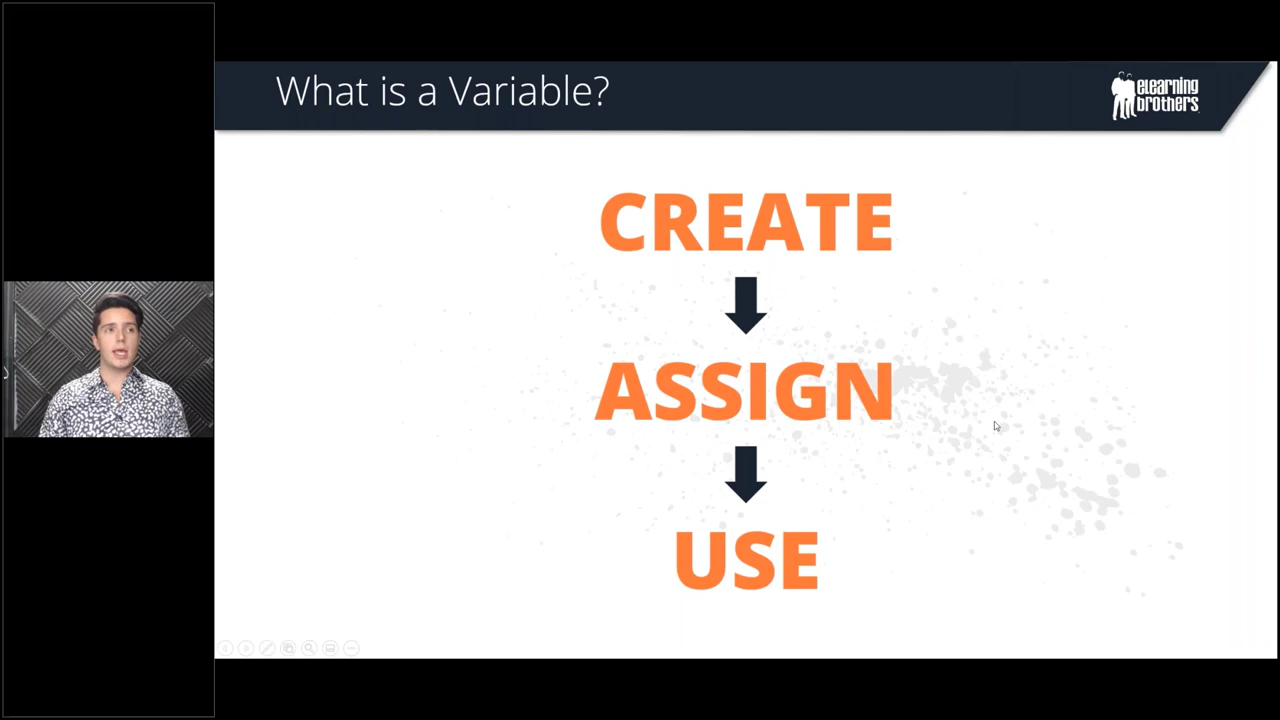 What is a Variable?
eLearning
brothers
CREATE
ASSIGN
USE